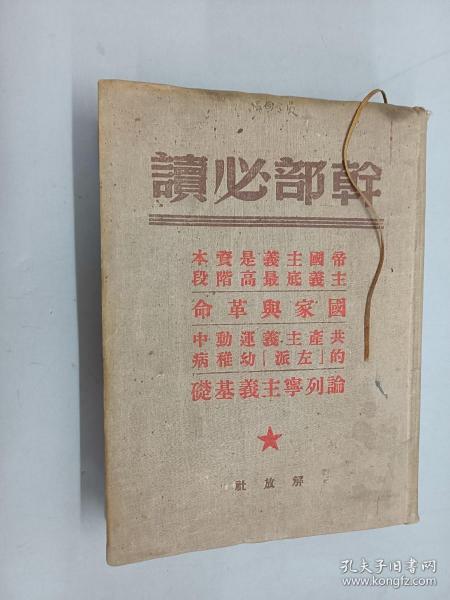 幹部必讀
帝國主義是資本
主義底最高階段
國家與革命
共產主義運動中
的「左派」幼稚病
論列寧主義基礎
解放社
孔夫子旧书网
www.kongfz.com